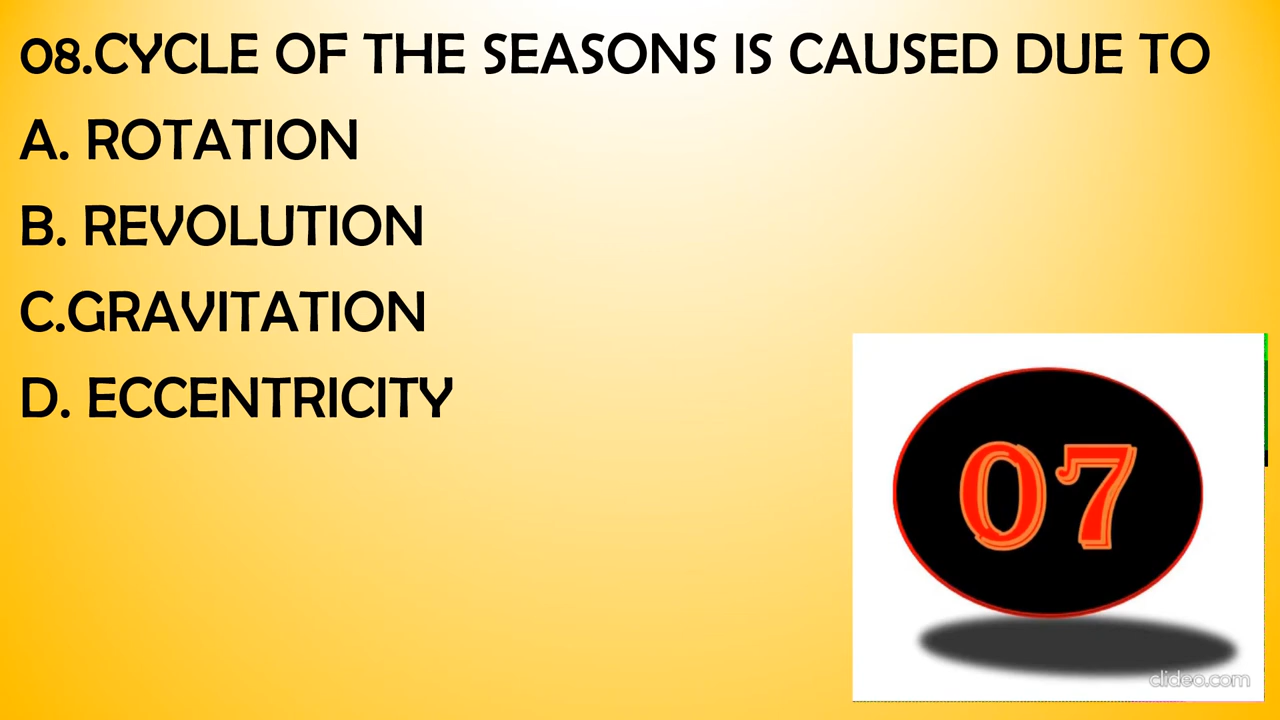 08.CYCLE OF THE SEASONS IS CAUSED DUE TO
A. ROTATION
B. REVOLUTION
C.GRAVITATION
D. ECCENTRICITY
07
clideo.com